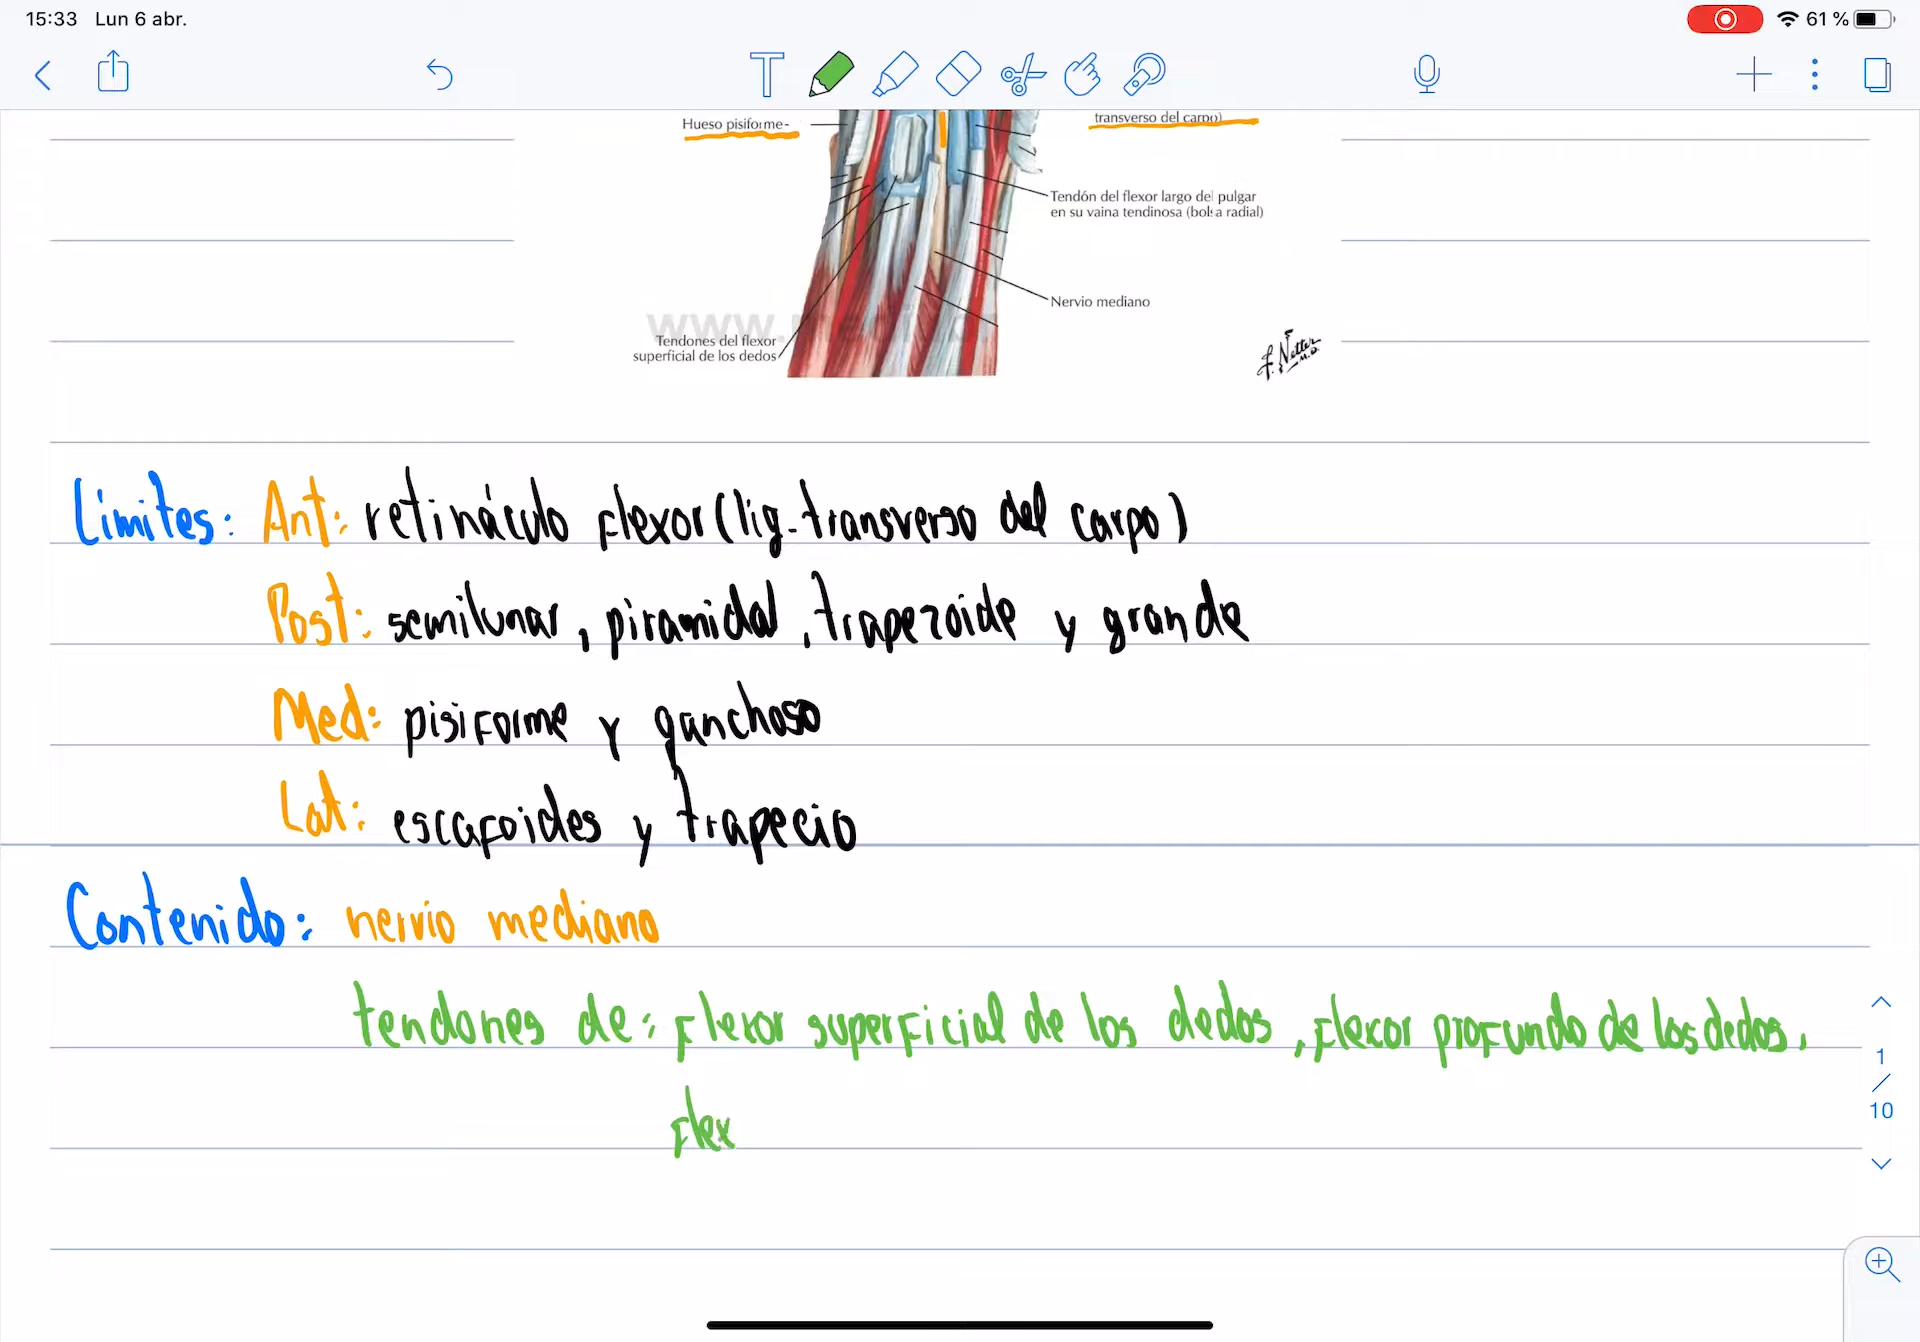 15:33 Lun 6 abr. 61 %
Hueso pisiforme
transverso del carpo)
Tendón del flexor largo del pulgar
en su vaina tendinosa (bolsa radial)
Nervio mediano
www.
Tendones del flexor
superficial de los dedos
F. Netter M.D.
Límites: Ant: retináculo flexor (lig. transverso del carpo)
Post: semilunar, piramidal, trapezoide y grande
Med: pisiforme y ganchoso
Lat: escafoides y trapecio
Contenido: nervio mediano
tendones de: flexor superficial de los dedos, flexor profundo de los dedos,
flex
1
/
10